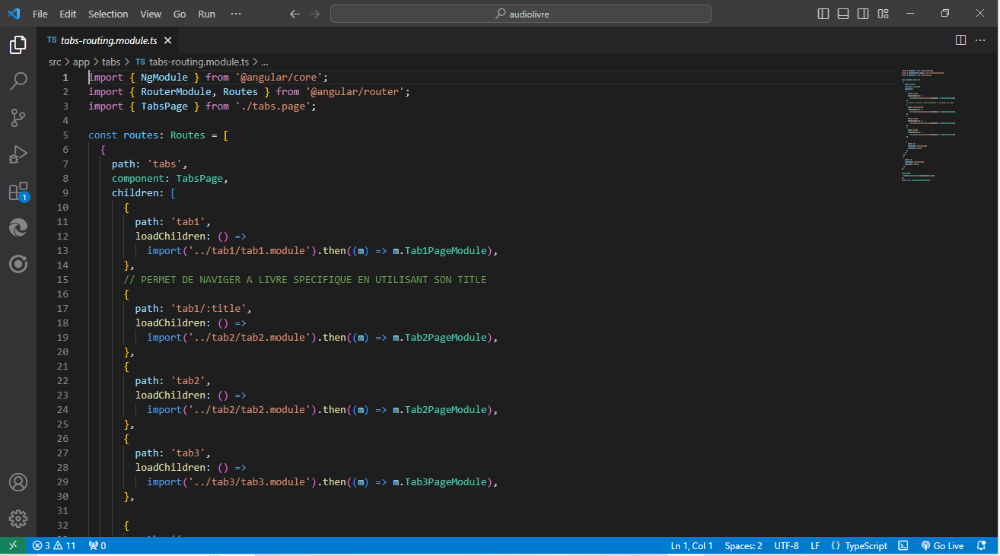 File Edit Selection View Go Run ···
audiolivre
TS tabs-routing.module.ts
src > app > tabs > TS tabs-routing.module.ts > ...
1 import { NgModule } from '@angular/core';
2 import { RouterModule, Routes } from '@angular/router';
3 import { TabsPage } from './tabs.page';
4
5 const routes: Routes = [
6 {
7 path: 'tabs',
8 component: TabsPage,
9 children: [
10 {
11 path: 'tab1',
12 loadChildren: () =>
13 import('../tab1/tab1.module').then((m) => m.Tab1PageModule),
14 },
15 // PERMET DE NAVIGER A LIVRE SPECIFIQUE EN UTILISANT SON TITLE
16 {
17 path: 'tab1/:title',
18 loadChildren: () =>
19 import('../tab2/tab2.module').then((m) => m.Tab2PageModule),
20 },
21 {
22 path: 'tab2',
23 loadChildren: () =>
24 import('../tab2/tab2.module').then((m) => m.Tab2PageModule),
25 },
26 {
27 path: 'tab3',
28 loadChildren: () =>
29 import('../tab3/tab3.module').then((m) => m.Tab3PageModule),
30 },
31
32 {
1
3 11 0 Ln 1, Col 1 Spaces: 2 UTF-8 LF {} TypeScript Go Live